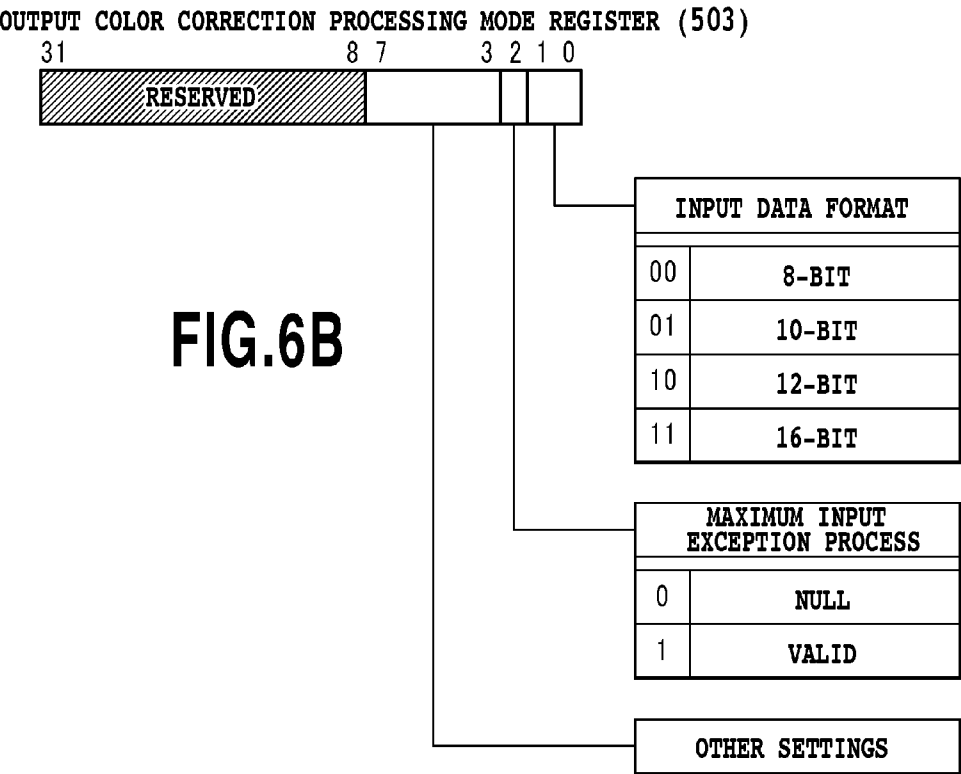 OUTPUT COLOR CORRECTION PROCESSING MODE REGISTER (503)
31 8 7 3 2 1 0
RESERVED
INPUT DATA FORMAT
00 8-BIT
01 10-BIT
10 12-BIT
11 16-BIT
FIG.6B
MAXIMUM INPUT
EXCEPTION PROCESS
0 NULL
1 VALID
OTHER SETTINGS